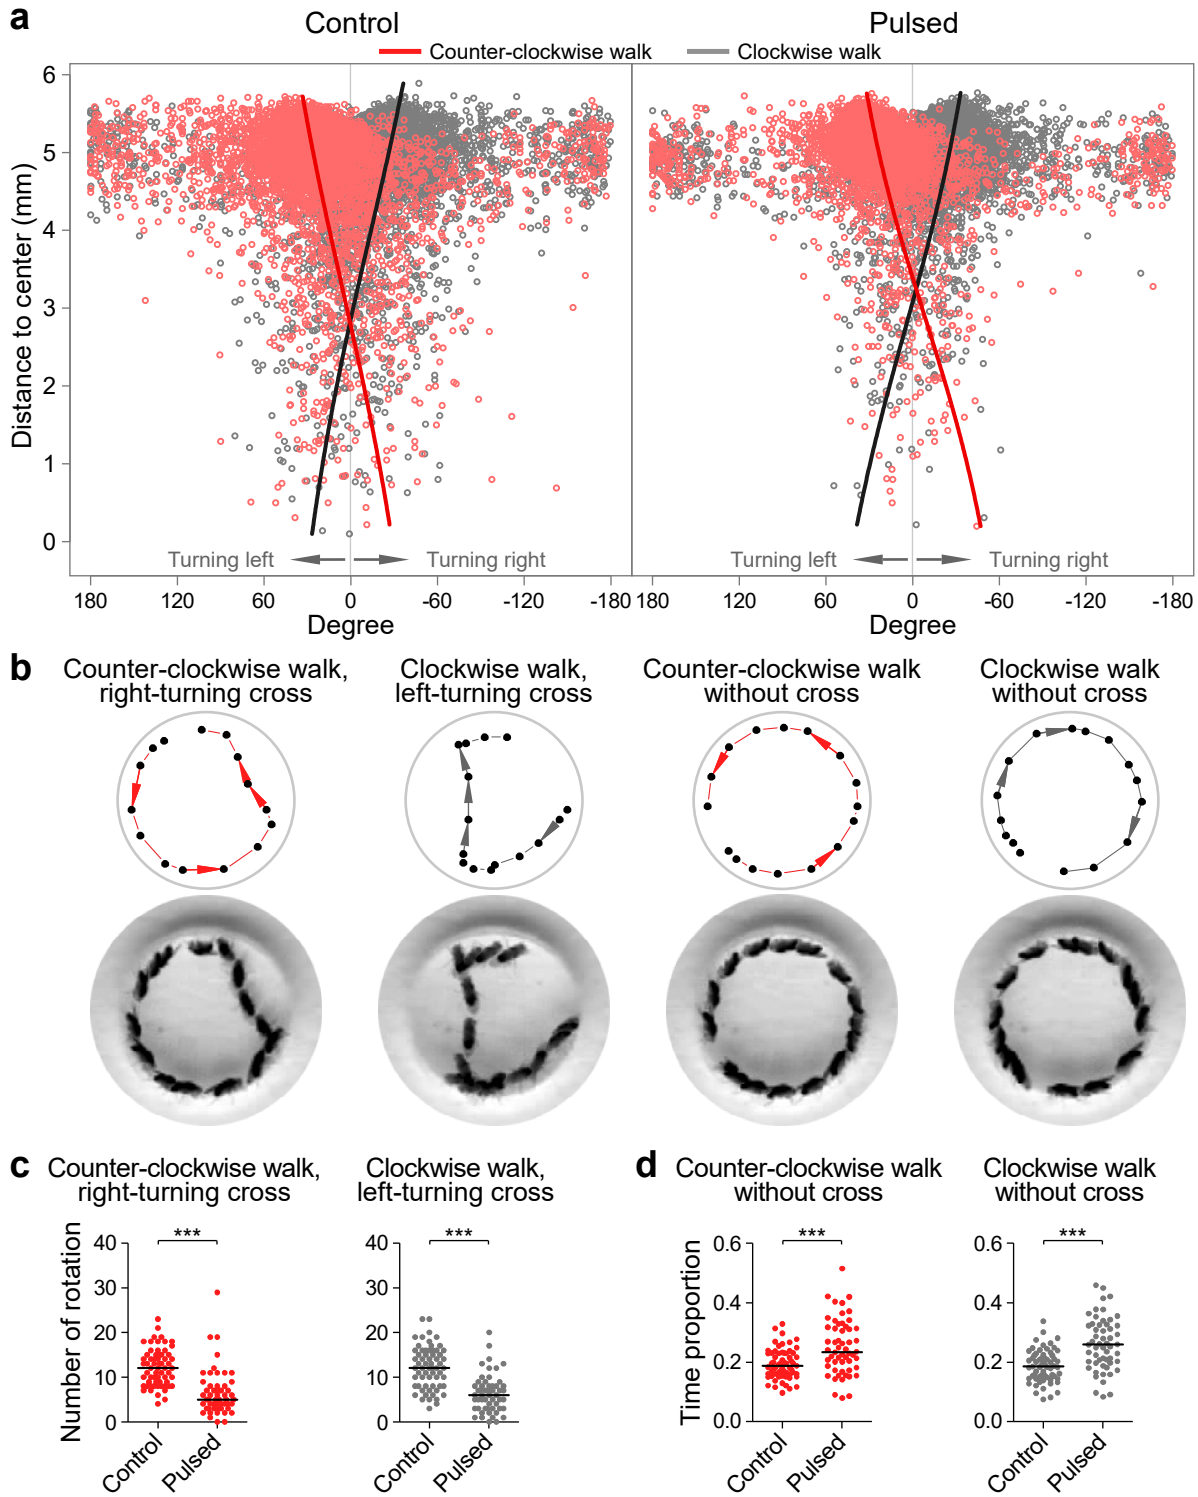 a
Control
Pulsed
Counter-clockwise walk
Clockwise walk
Distance to center (mm)
6
5
4
3
2
1
0
Turning left
Turning right
Turning left
Turning right
180
120
60
0
-60
-120
-180
180
120
60
0
-60
-120
-180
Degree
Degree
b
Counter-clockwise walk,
right-turning cross
Clockwise walk,
left-turning cross
Counter-clockwise walk
without cross
Clockwise walk
without cross
c
Counter-clockwise walk,
right-turning cross
Number of rotation
40
30
20
10
0
***
Control
Pulsed
Clockwise walk,
left-turning cross
40
30
20
10
0
***
Control
Pulsed
d
Counter-clockwise walk
without cross
Time proportion
0.6
0.4
0.2
0.0
***
Control
Pulsed
Clockwise walk
without cross
0.6
0.4
0.2
0.0
***
Control
Pulsed